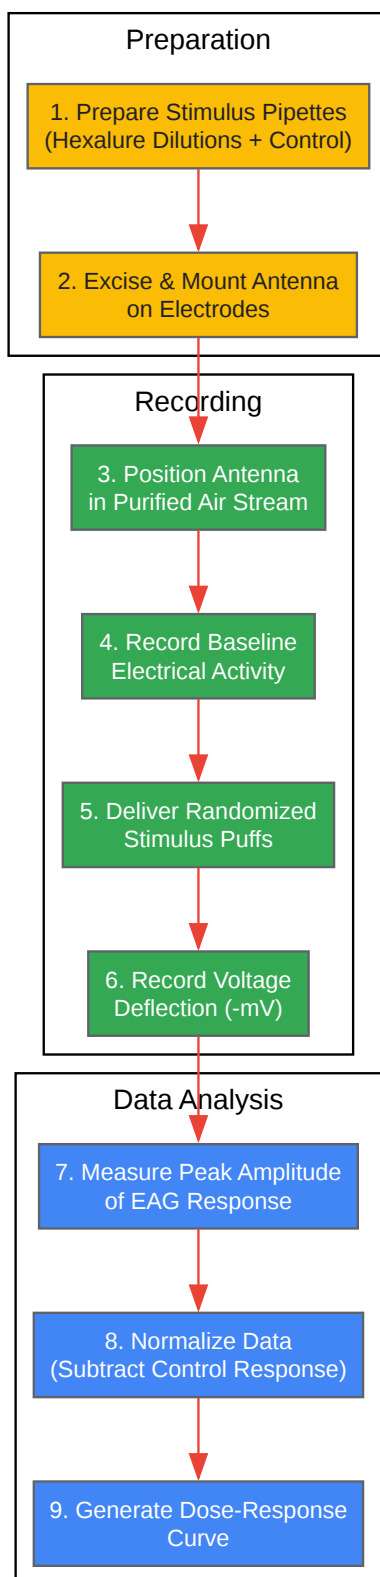 Preparation
1. Prepare Stimulus Pipettes
(Hexalure Dilutions + Control)
2. Excise & Mount Antenna
on Electrodes
Recording
3. Position Antenna
in Purified Air Stream
4. Record Baseline
Electrical Activity
5. Deliver Randomized
Stimulus Puffs
6. Record Voltage
Deflection (-mV)
Data Analysis
7. Measure Peak Amplitude
of EAG Response
8. Normalize Data
(Subtract Control Response)
9. Generate Dose-Response
Curve